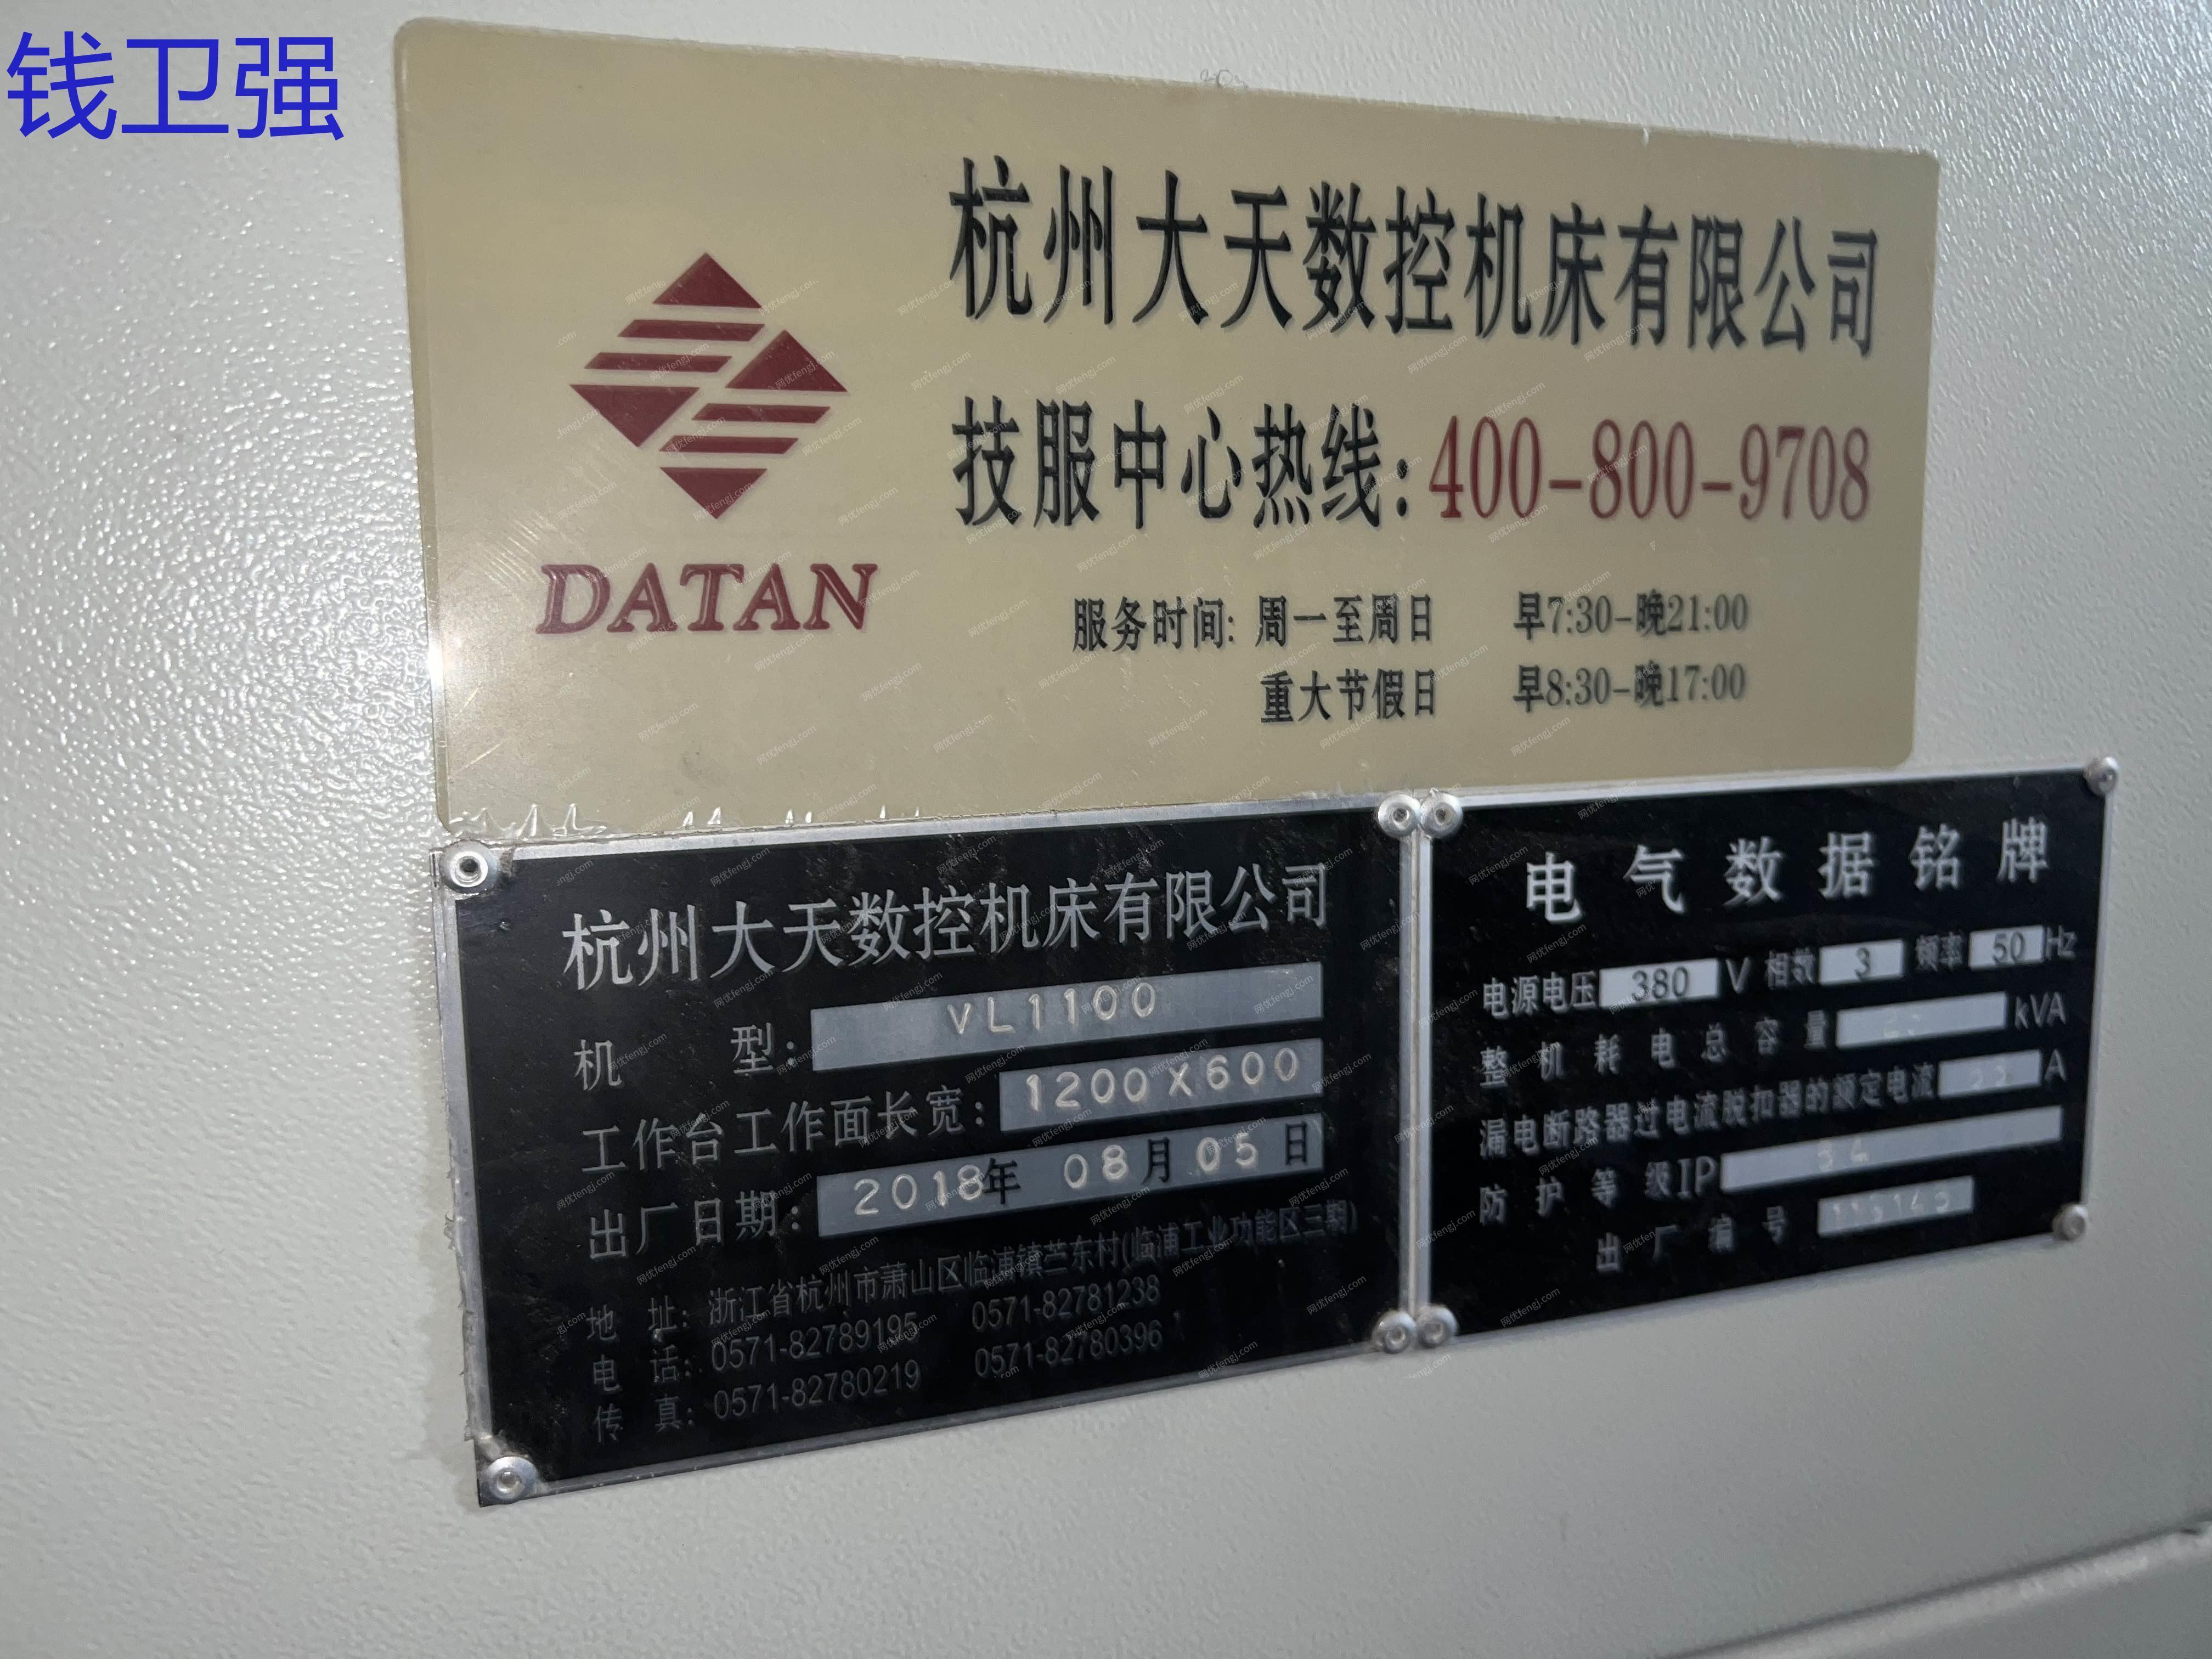 钱卫强
杭州大天数控机床有限公司
技服中心热线：400-800-9708
DATAN
服务时间: 周一至周日 早7:30-晚21:00
重大节假日 早8:30-晚17:00
杭州大天数控机床有限公司
机 型： VL1100
工作台工作面长宽： 1200X600
出厂日期： 2018年 08月 05日
地 址: 浙江省杭州市萧山区临浦镇苎东村(临浦工业功能区三期)
电 话: 0571-82789195 0571-82781238
传 真: 0571-82780219 0571-82780396
电气数据铭牌
电源电压 380 V 相数 3 频率 50 Hz
整机耗电总容量 kVA
漏电断路器过电流脱扣器的额定电流 A
防护等级IP 54
出厂编号
网优fengj.com